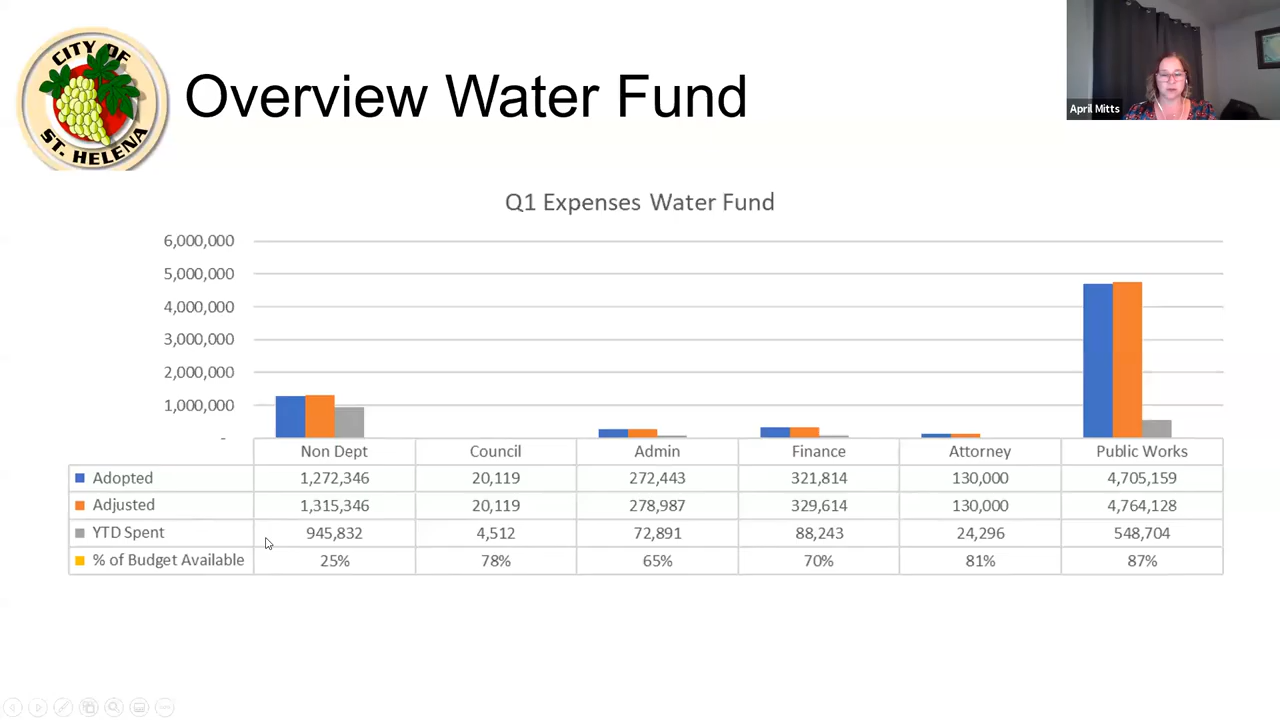 CITY OF
ST. HELENA
Overview Water Fund
April Mitts
Q1 Expenses Water Fund
6,000,000
5,000,000
4,000,000
3,000,000
2,000,000
1,000,000
-
Non Dept Council Admin Finance Attorney Public Works
Adopted 1,272,346 20,119 272,443 321,814 130,000 4,705,159
Adjusted 1,315,346 20,119 278,987 329,614 130,000 4,764,128
YTD Spent 945,832 4,512 72,891 88,243 24,296 548,704
% of Budget Available 25% 78% 65% 70% 81% 87%